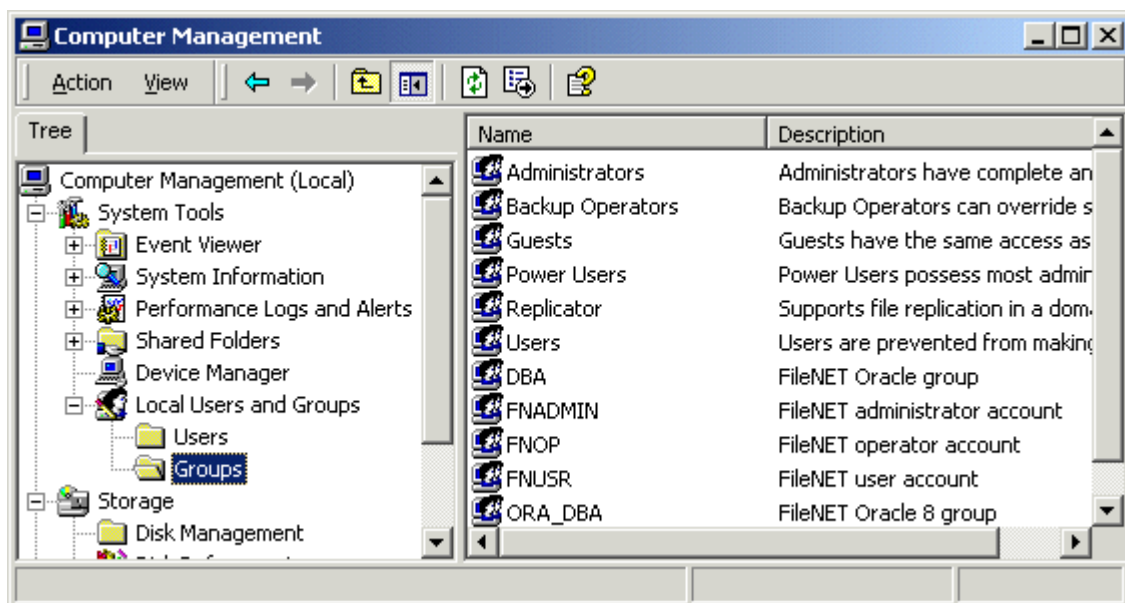 Computer Management
Action View
Tree
Computer Management (Local)
System Tools
Event Viewer
System Information
Performance Logs and Alerts
Shared Folders
Device Manager
Local Users and Groups
Users
Groups
Storage
Disk Management
Name Description
Administrators Administrators have complete an
Backup Operators Backup Operators can override s
Guests Guests have the same access as
Power Users Power Users possess most admin
Replicator Supports file replication in a dom
Users Users are prevented from making
DBA FileNET Oracle group
FNADMIN FileNET administrator account
FNOP FileNET operator account
FNUSR FileNET user account
ORA_DBA FileNET Oracle 8 group